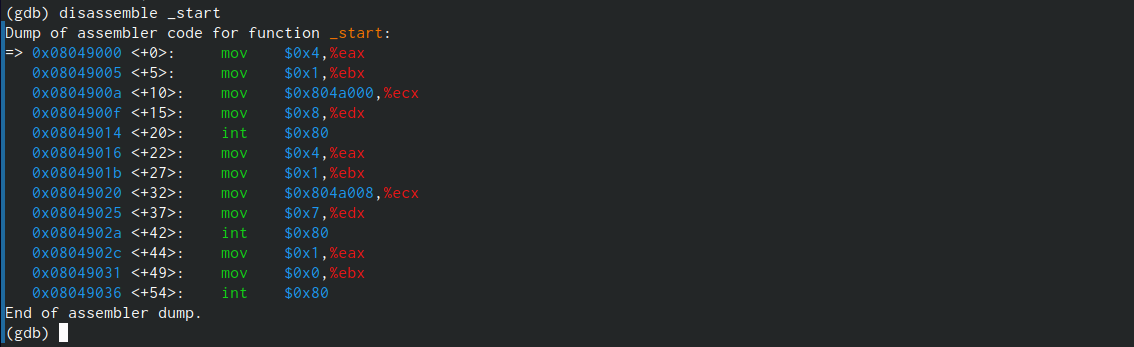 (gdb) disassemble _start
Dump of assembler code for function _start:
=> 0x08049000 <+0>:     mov    $0x4,%eax
   0x08049005 <+5>:     mov    $0x1,%ebx
   0x0804900a <+10>:    mov    $0x804a000,%ecx
   0x0804900f <+15>:    mov    $0x8,%edx
   0x08049014 <+20>:    int    $0x80
   0x08049016 <+22>:    mov    $0x4,%eax
   0x0804901b <+27>:    mov    $0x1,%ebx
   0x08049020 <+32>:    mov    $0x804a008,%ecx
   0x08049025 <+37>:    mov    $0x7,%edx
   0x0804902a <+42>:    int    $0x80
   0x0804902c <+44>:    mov    $0x1,%eax
   0x08049031 <+49>:    mov    $0x0,%ebx
   0x08049036 <+54>:    int    $0x80
End of assembler dump.
(gdb)